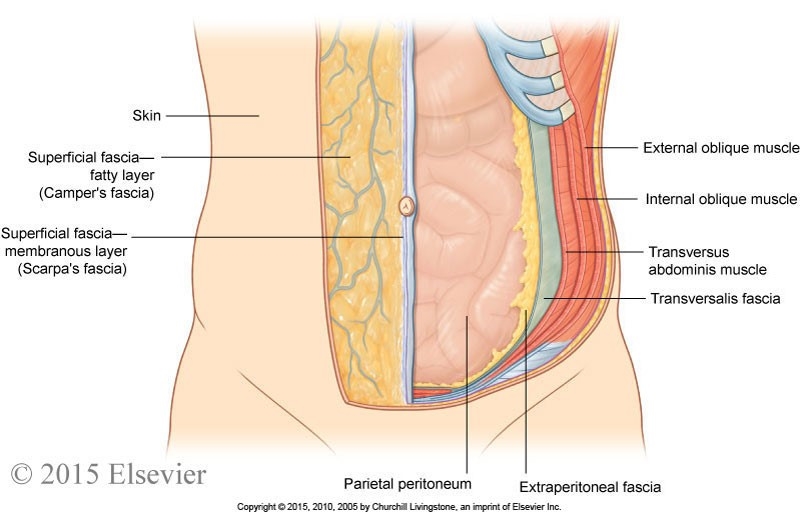 Skin
Superficial fascia—
fatty layer
(Camper's fascia)
Superficial fascia—
membranous layer
(Scarpa's fascia)
A
External oblique muscle
Internal oblique muscle
Transversus
abdominis muscle
Transversalis fascia
Parietal peritoneum
Extraperitoneal fascia
© 2015 Elsevier
Copyright © 2015, 2010, 2005 by Churchill Livingstone, an imprint of Elsevier Inc.